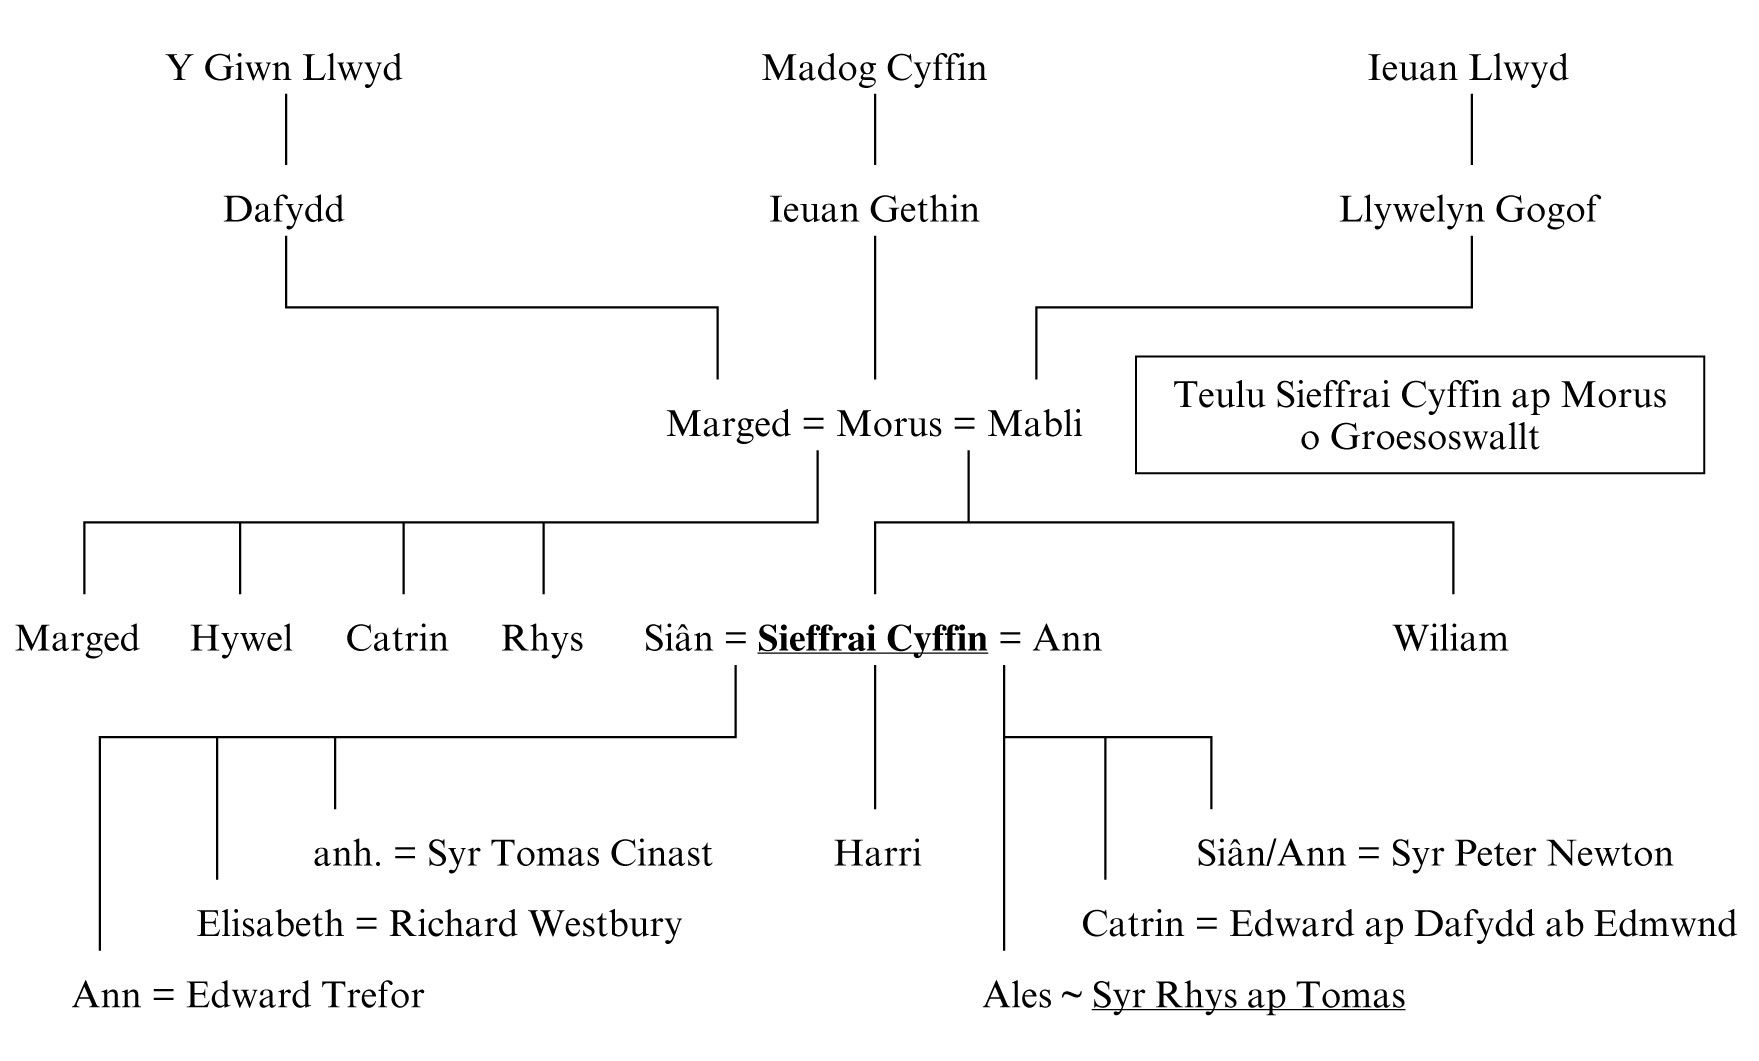 Y Giwn Llwyd Madog Cyffin Ieuan Llwyd
Dafydd Ieuan Gethin Llywelyn Gogof
Teulu Sieffrai Cyffin ap Morus
o Groesoswallt
Marged = Morus = Mabli
Marged Hywel Catrin Rhys Siân = Sieffrai Cyffin = Ann Wiliam
anh. = Syr Tomas Cinast Harri Siân/Ann = Syr Peter Newton
Elisabeth = Richard Westbury Catrin = Edward ap Dafydd ab Edmwnd
Ann = Edward Trefor Ales ~ Syr Rhys ap Tomas